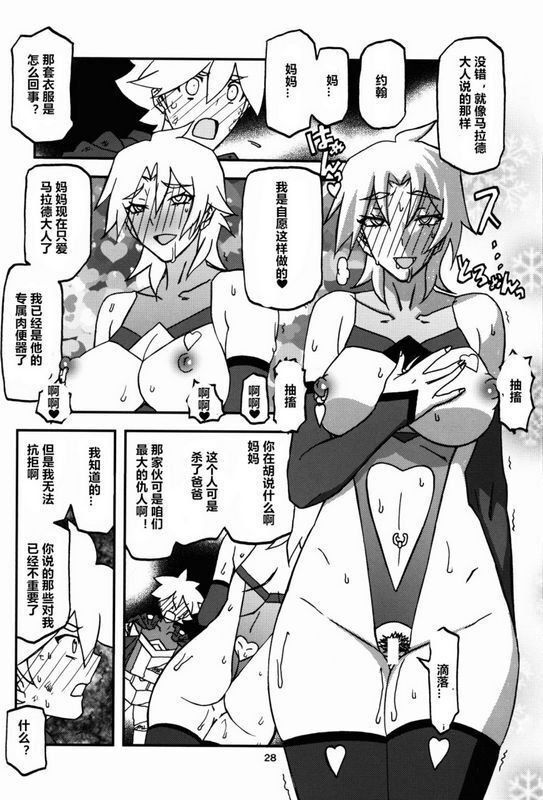 没错，就像马拉德
大人说的那样
约翰
妈…
妈妈…
那套衣服是
怎么回事？
はぁ~
ズ…
我是自愿这样做的♥
妈妈现在只爱
马拉德大人了
我已经是他的
专属肉便器了
啊啊♥
啊啊♥
啊啊♥
抽搐
抽搐
你在胡说什么啊
妈妈
这个人可是
杀了爸爸
那家伙可是咱们
最大的仇人啊！
我知道的…
但是我无法
抗拒啊
你说的那些对我
已经不重要了
什么？
滴落…
28